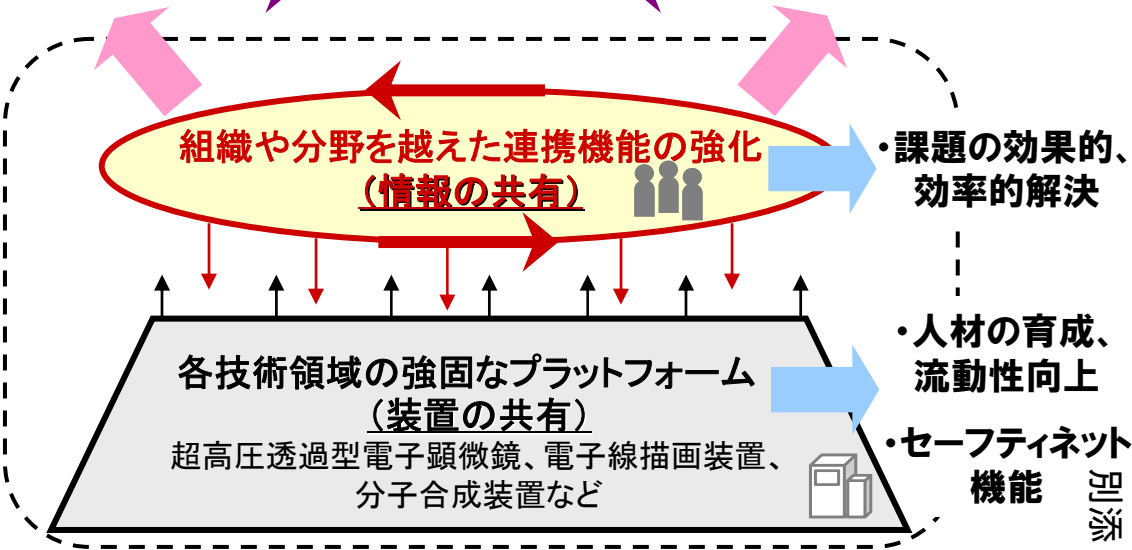 組織や分野を越えた連携機能の強化
(情報の共有)
・課題の効果的、
効率的解決
各技術領域の強固なプラットフォーム
(装置の共有)
超高圧透過型電子顕微鏡、電子線描画装置、
分子合成装置など
・人材の育成、
流動性向上
・セーフティネット
機能
別添